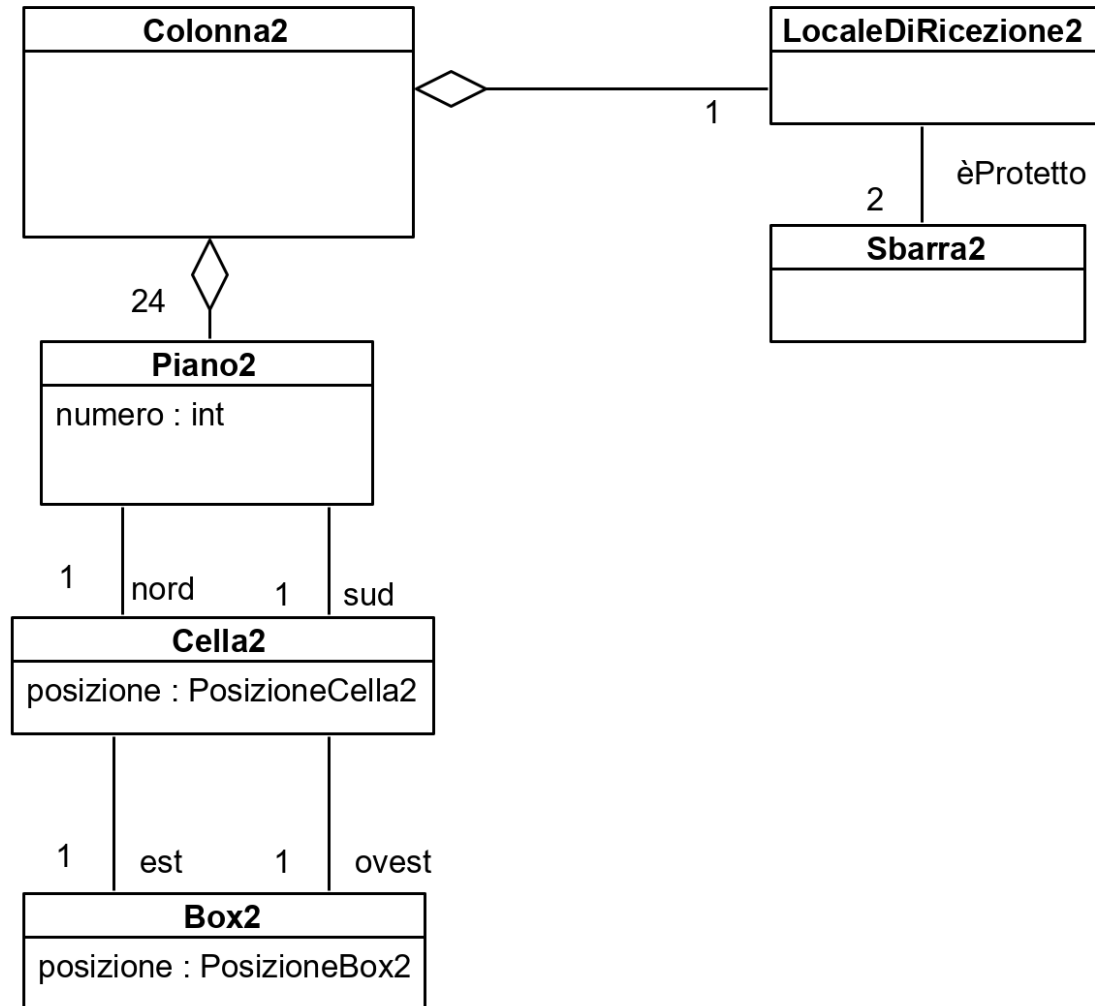 Colonna2
LocaleDiRicezione2
1
èProtetto
2
Sbarra2
24
Piano2
numero : int
1
nord
1
sud
Cella2
posizione : PosizioneCella2
1
est
1
ovest
Box2
posizione : PosizioneBox2